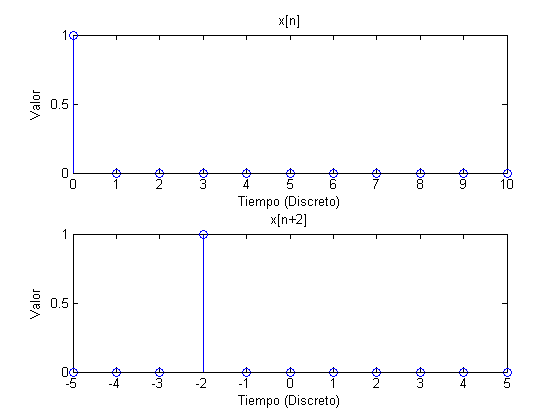 x[n]
1
0.5
0
Valor
0 1 2 3 4 5 6 7 8 9 10
Tiempo (Discreto)
x[n+2]
1
0.5
0
Valor
-5 -4 -3 -2 -1 0 1 2 3 4 5
Tiempo (Discreto)